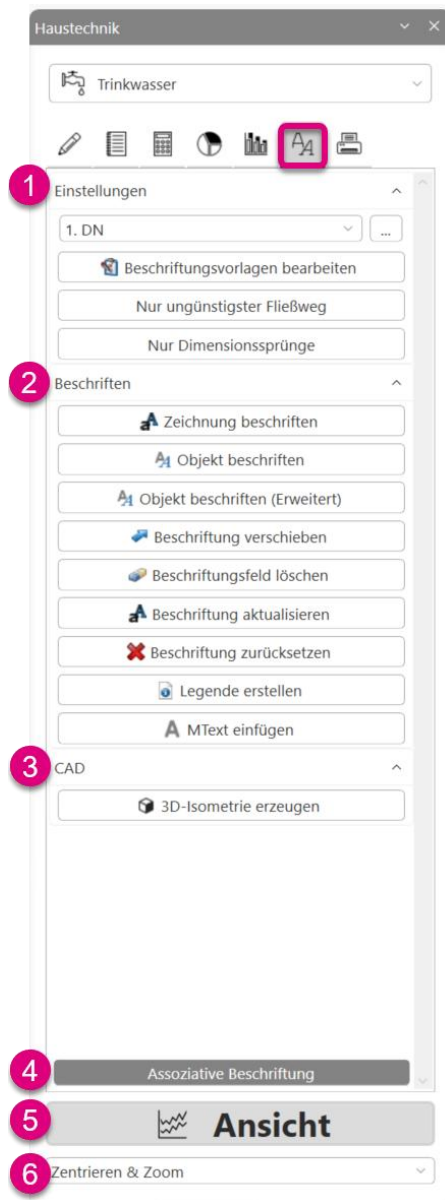 Haustechnik
Trinkwasser
1 Einstellungen
1. DN ...
Beschriftungsvorlagen bearbeiten
Nur ungünstigster Fließweg
Nur Dimensionssprünge
2 Beschriften
Zeichnung beschriften
Objekt beschriften
Objekt beschriften (Erweitert)
Beschriftung verschieben
Beschriftungsfeld löschen
Beschriftung aktualisieren
Beschriftung zurücksetzen
Legende erstellen
MText einfügen
3 CAD
3D-Isometrie erzeugen
4 Assoziative Beschriftung
5 Ansicht
6 Zentrieren & Zoom